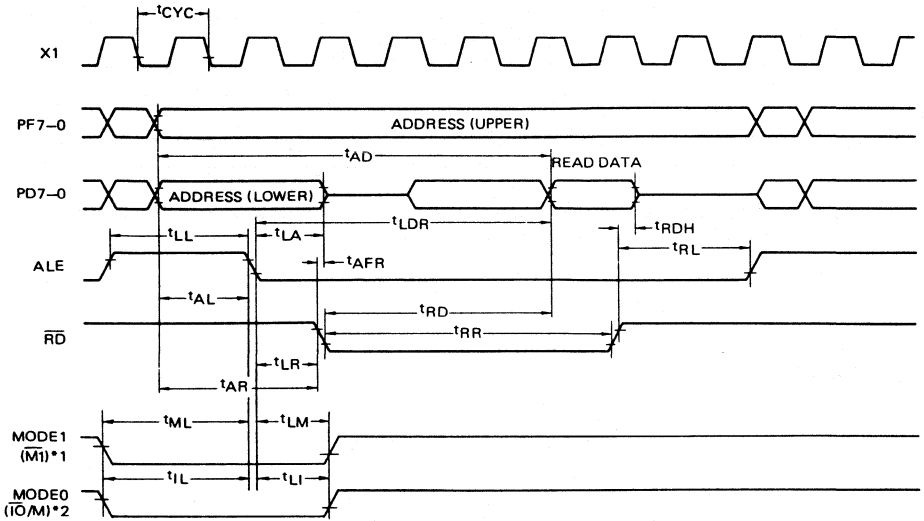 tCYC
X1
PF7–0
ADDRESS (UPPER)
tAD
READ DATA
PD7–0
ADDRESS (LOWER)
tLDR
tRDH
tLL
tLA
tRL
ALE
tAFR
tAL
tRD
RD
tRR
tLR
tAR
tML
tLM
MODE1
(M1)*1
tIL
tLI
MODE0
(IO/M)*2